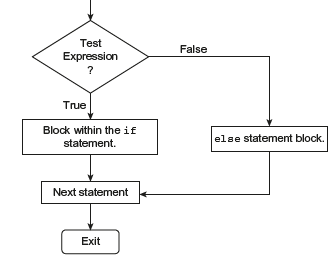 Test
Expression
?
False
True
Block within the if
statement.
else statement block.
Next statement
Exit